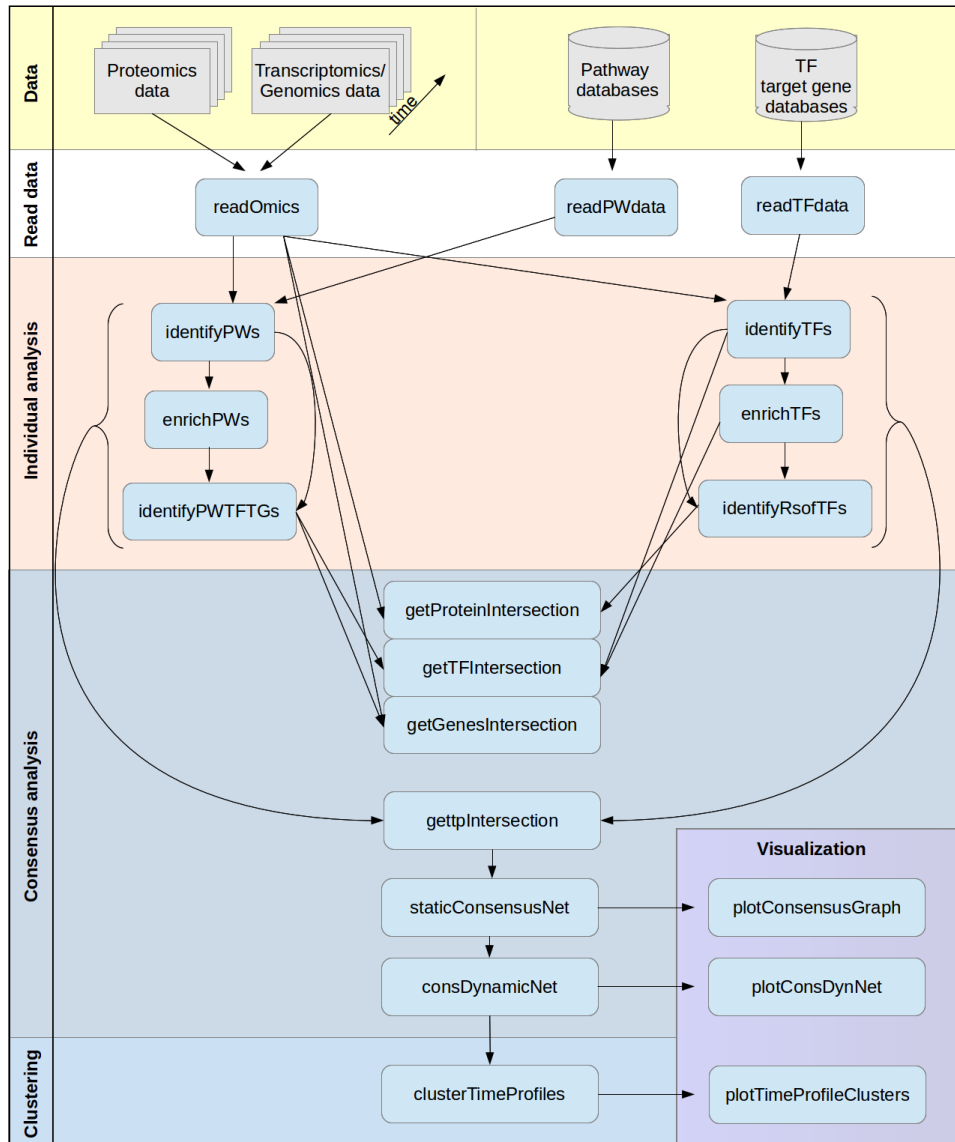 Data
Proteomics
data
Transcriptomics/
Genomics data
time
Pathway
databases
TF
target gene
databases
Read data
readOmics
readPWdata
readTFdata
Individual analysis
identifyPWs
identifyTFs
enrichPWs
enrichTFs
identifyPWTFTGs
identifyRsofTFs
Consensus analysis
getProteinIntersection
getTFIntersection
getGenesIntersection
gettpIntersection
Visualization
staticConsensusNet
plotConsensusGraph
consDynamicNet
plotConsDynNet
Clustering
clusterTimeProfiles
plotTimeProfileClusters